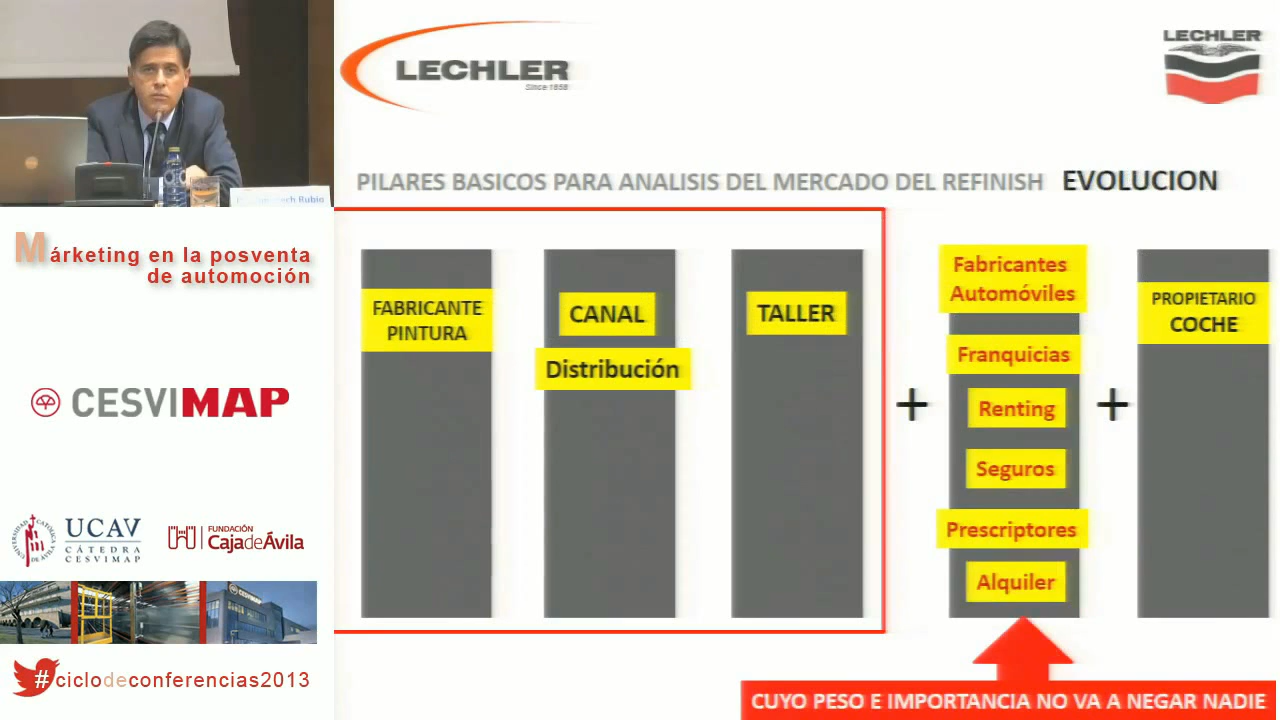 Rubio
Márketing en la posventa
de automoción
CESVIMAP
UCAV
CÁTEDRA
CESVIMAP
FUNDACIÓN
CajadeÁvila
CESVIMAP
#ciclodeconferencias2013
LECHLER
Since 1858
LECHLER
PILARES BASICOS PARA ANALISIS DEL MERCADO DEL REFINISH EVOLUCION
FABRICANTE
PINTURA
CANAL
Distribución
TALLER
+
Fabricantes
Automóviles
Franquicias
Renting
Seguros
Prescriptores
Alquiler
+
PROPIETARIO
COCHE
CUYO PESO E IMPORTANCIA NO VA A NEGAR NADIE